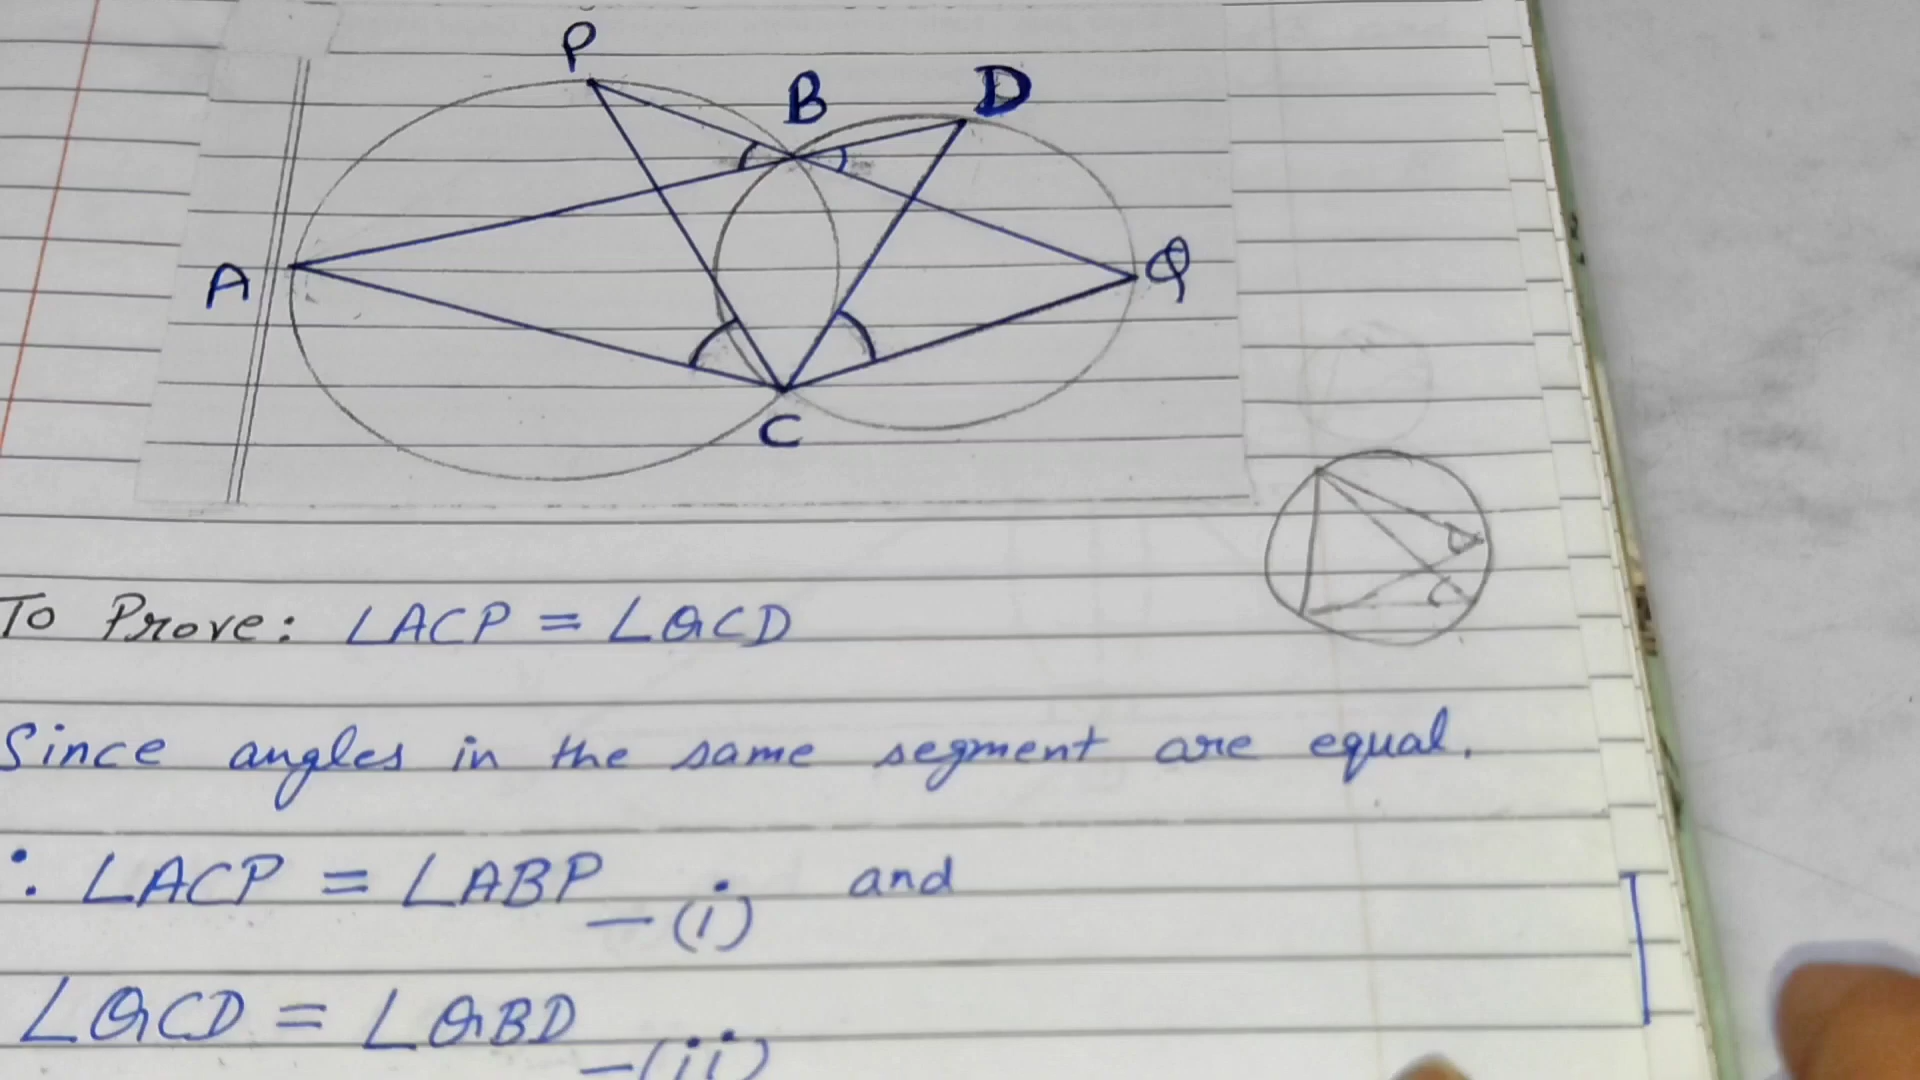 P
B
D
A
Q
C
To Prove: ∠ACP = ∠QCD
Since angles in the same segment are equal.
∴ ∠ACP = ∠ABP —(i) and
∠QCD = ∠QBD —(ii)